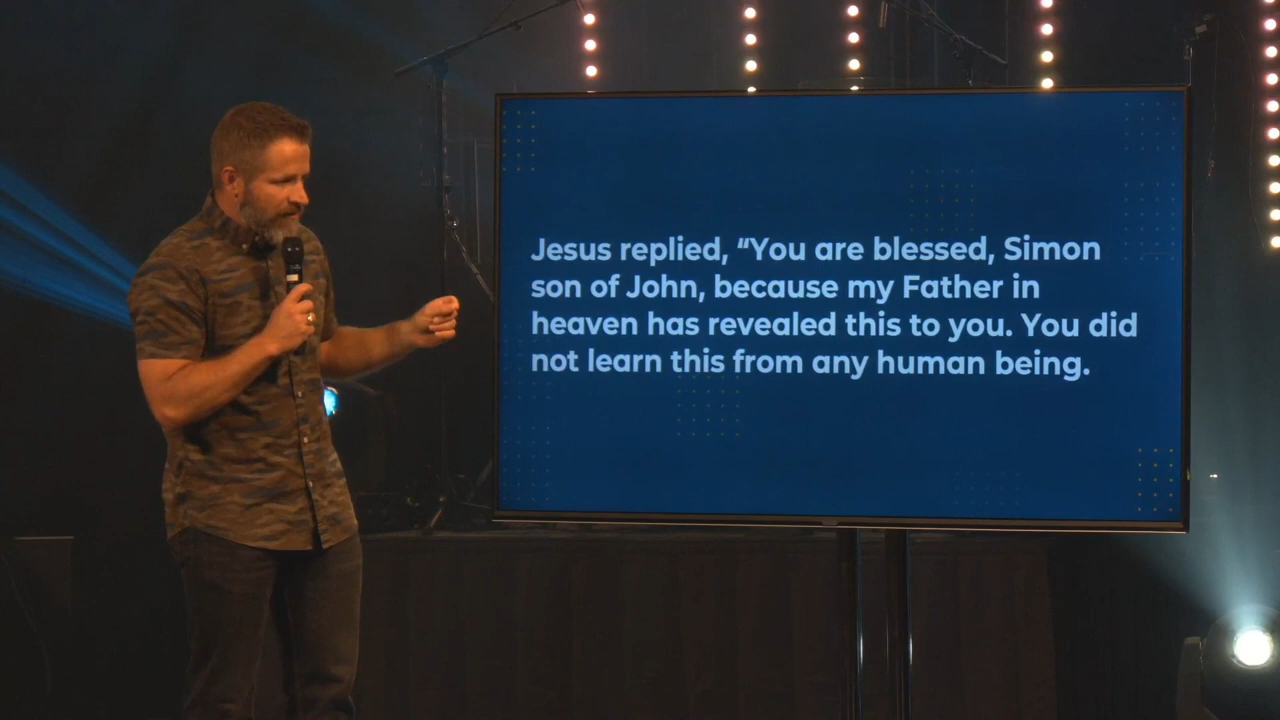 Jesus replied, “You are blessed, Simon
son of John, because my Father in
heaven has revealed this to you. You did
not learn this from any human being.